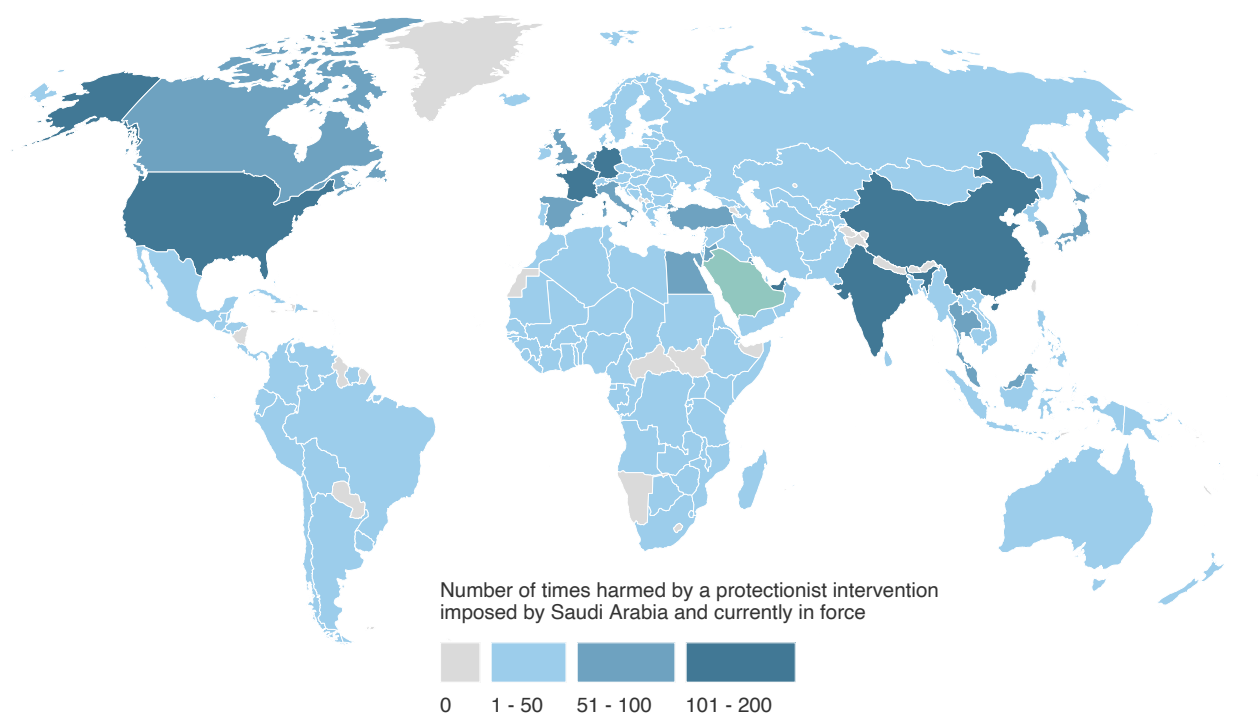 Number of times harmed by a protectionist intervention
imposed by Saudi Arabia and currently in force
0 1 - 50 51 - 100 101 - 200